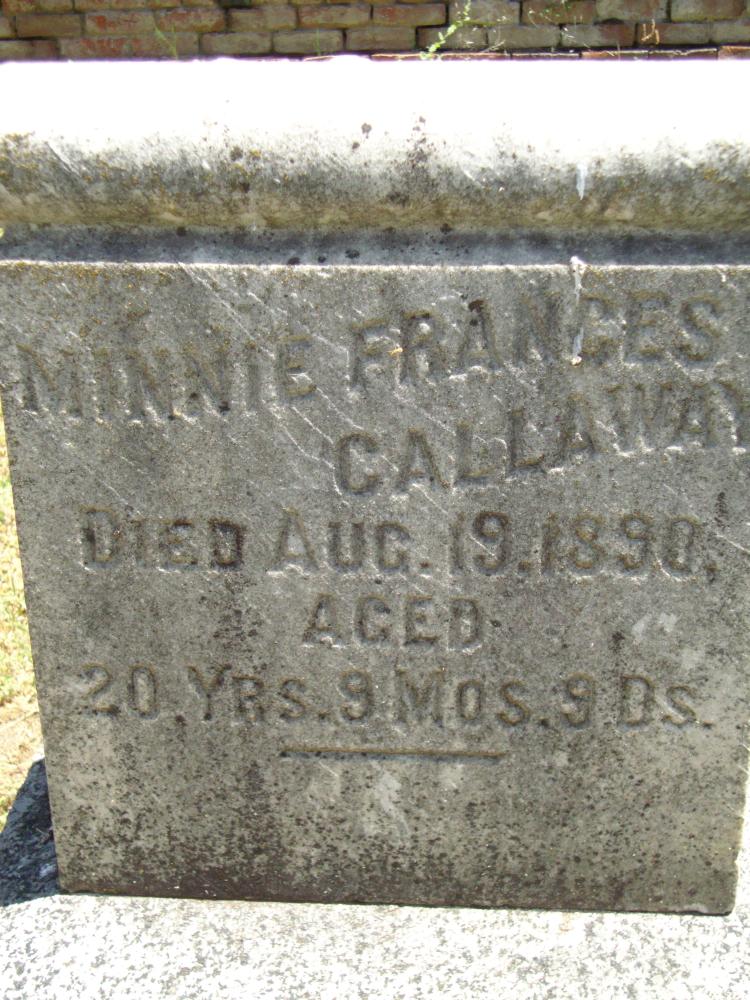 MINNIE FRANCES
CALLAWAY
DIED AUG. 19. 1890,
AGED
20 YRS. 9 MOS. 9 DS.